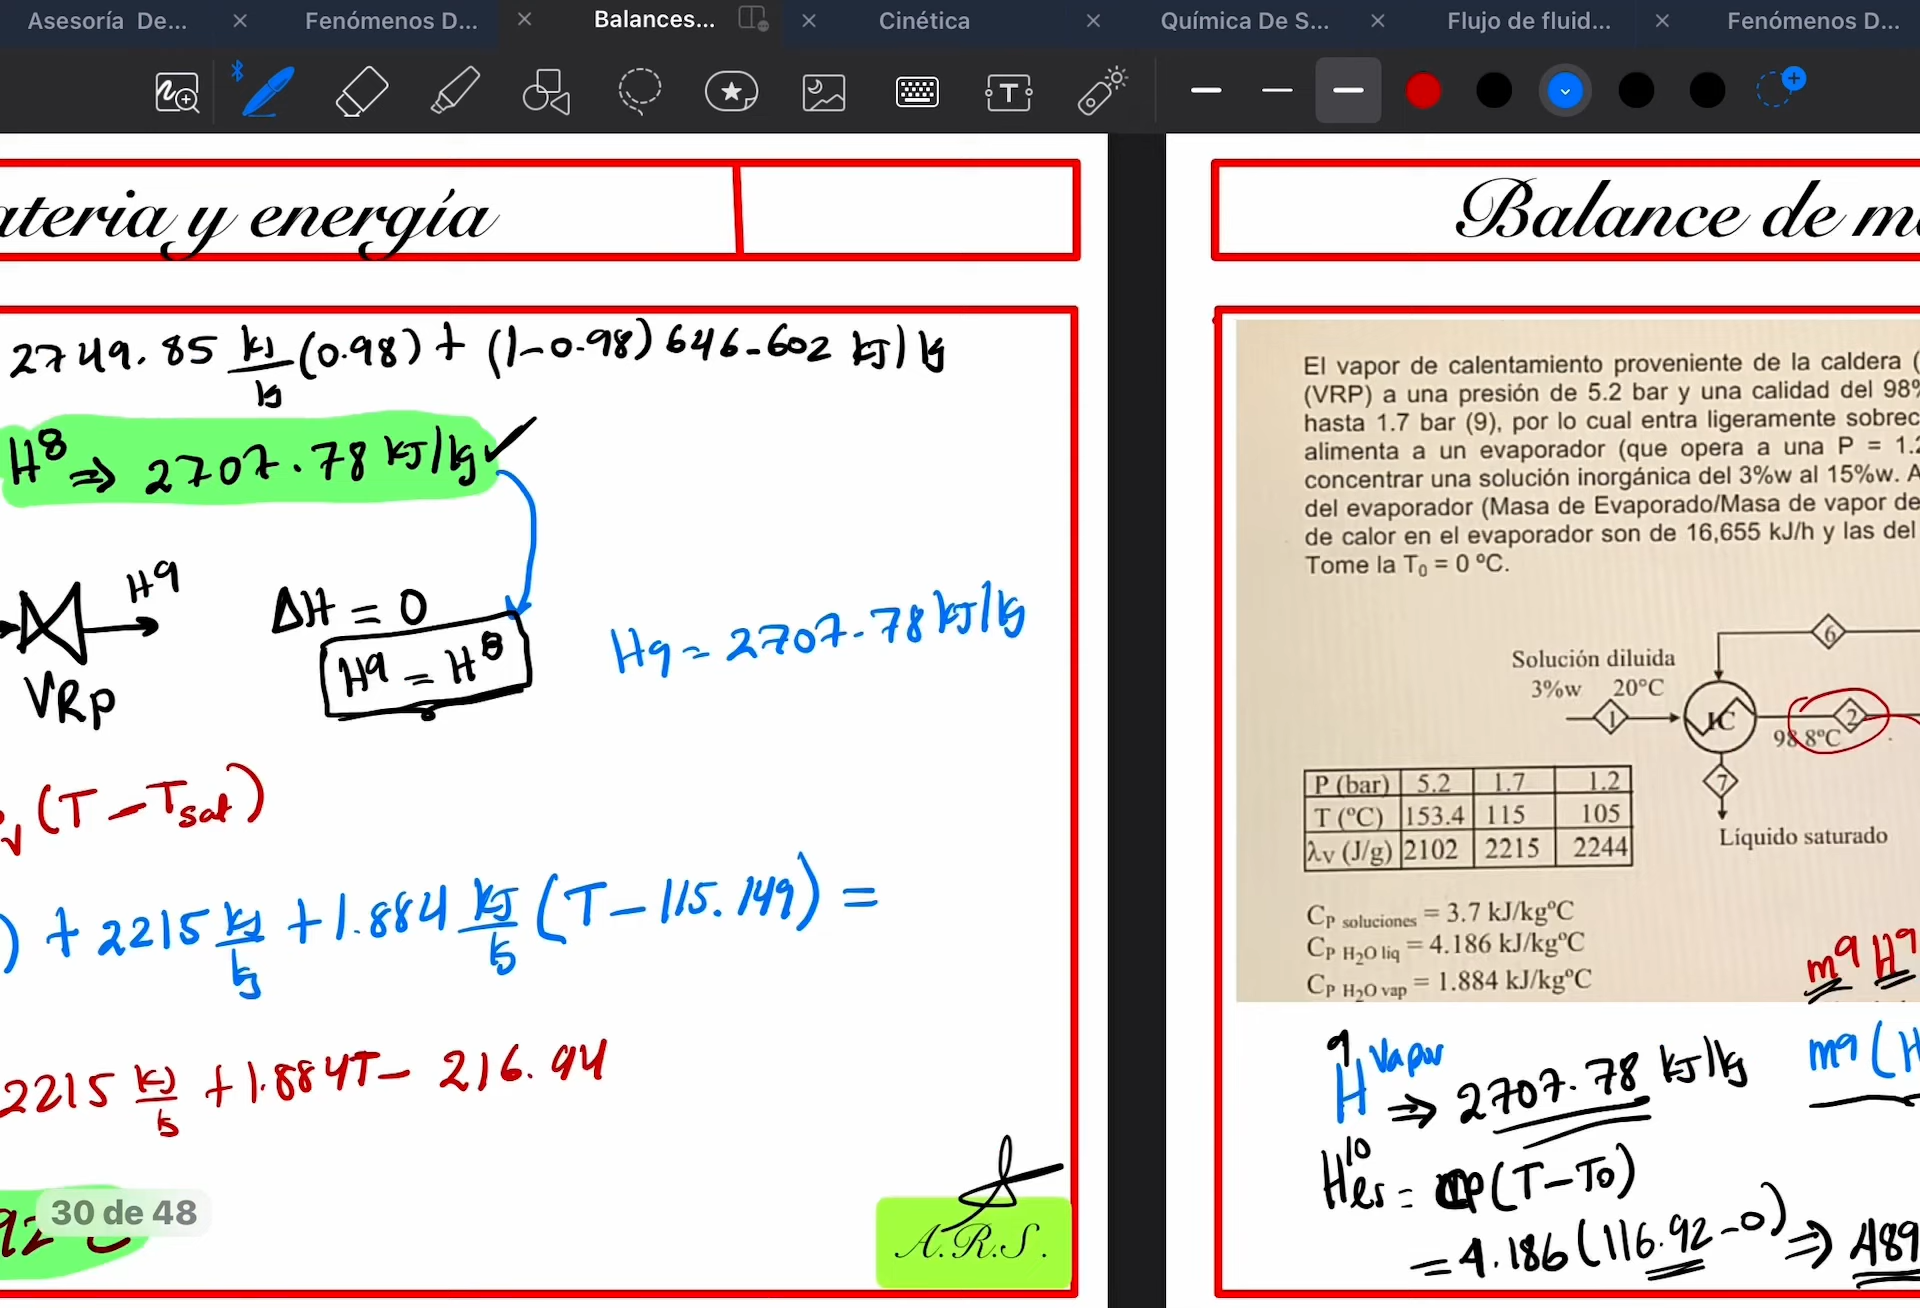 Asesoría De...
Fenómenos D...
Balances...
Cinética
Química De S...
Flujo de fluid...
Fenómenos D...
ateria y energía
2749.85 kJ/kg (0.98) + (1-0.98) 646.602 kJ/kg
H8 ⇒ 2707.78 kJ/kg ✓
H9
VRP
ΔH = 0
H9 = H8
H9 = 2707.78 kJ/kg
(T - Tsat)
) + 2215 kJ/kg + 1.884 kJ/kg (T - 115.149) =
2215 kJ/kg + 1.884T - 216.94
30 de 48
A.R.S.
Balance de m
El vapor de calentamiento proveniente de la caldera (
(VRP) a una presión de 5.2 bar y una calidad del 98%
hasta 1.7 bar (9), por lo cual entra ligeramente sobrec
alimenta a un evaporador (que opera a una P = 1.2
concentrar una solución inorgánica del 3%w al 15%w. A
del evaporador (Masa de Evaporado/Masa de vapor de
de calor en el evaporador son de 16,655 kJ/h y las del
Tome la T0 = 0 ºC.
6
Solución diluida
3%w 20°C
1
IC
2
98.8°C
7
Líquido saturado
P (bar) 5.2 1.7 1.2
T (ºC) 153.4 115 105
λv (J/g) 2102 2215 2244
CP soluciones = 3.7 kJ/kgºC
CP H2O liq = 4.186 kJ/kgºC
CP H2O vap = 1.884 kJ/kgºC
m9 H9
H9 Vapor ⇒ 2707.78 kJ/kg
m9 (H
H10 = Cp(T-T0)
= 4.186 (116.92 - 0) ⇒ 489